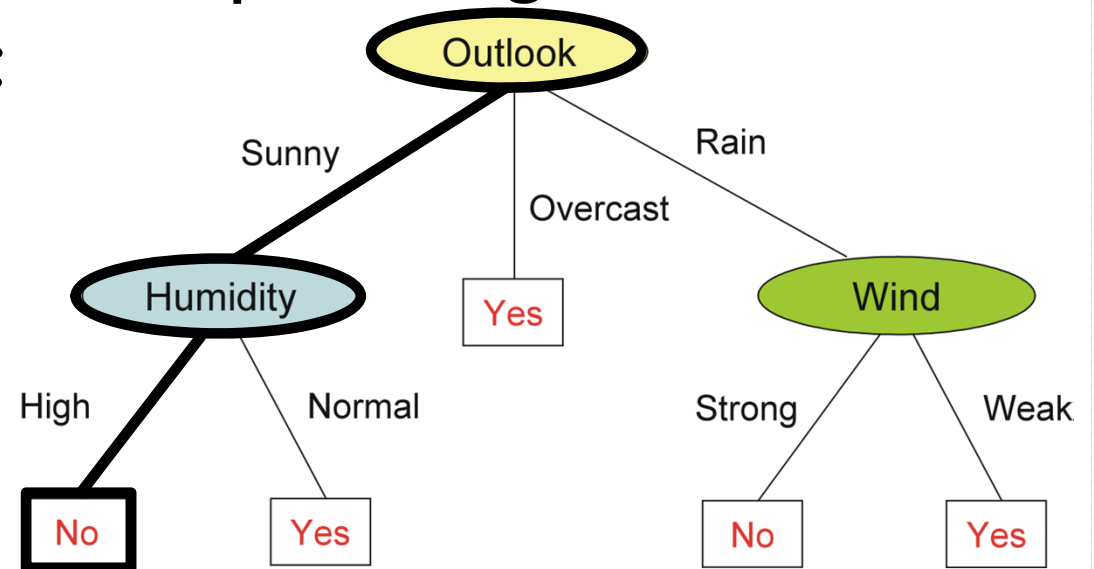 Outlook
Sunny
Rain
Overcast
Humidity
Yes
Wind
High
Normal
Strong
Weak
No
Yes
No
Yes